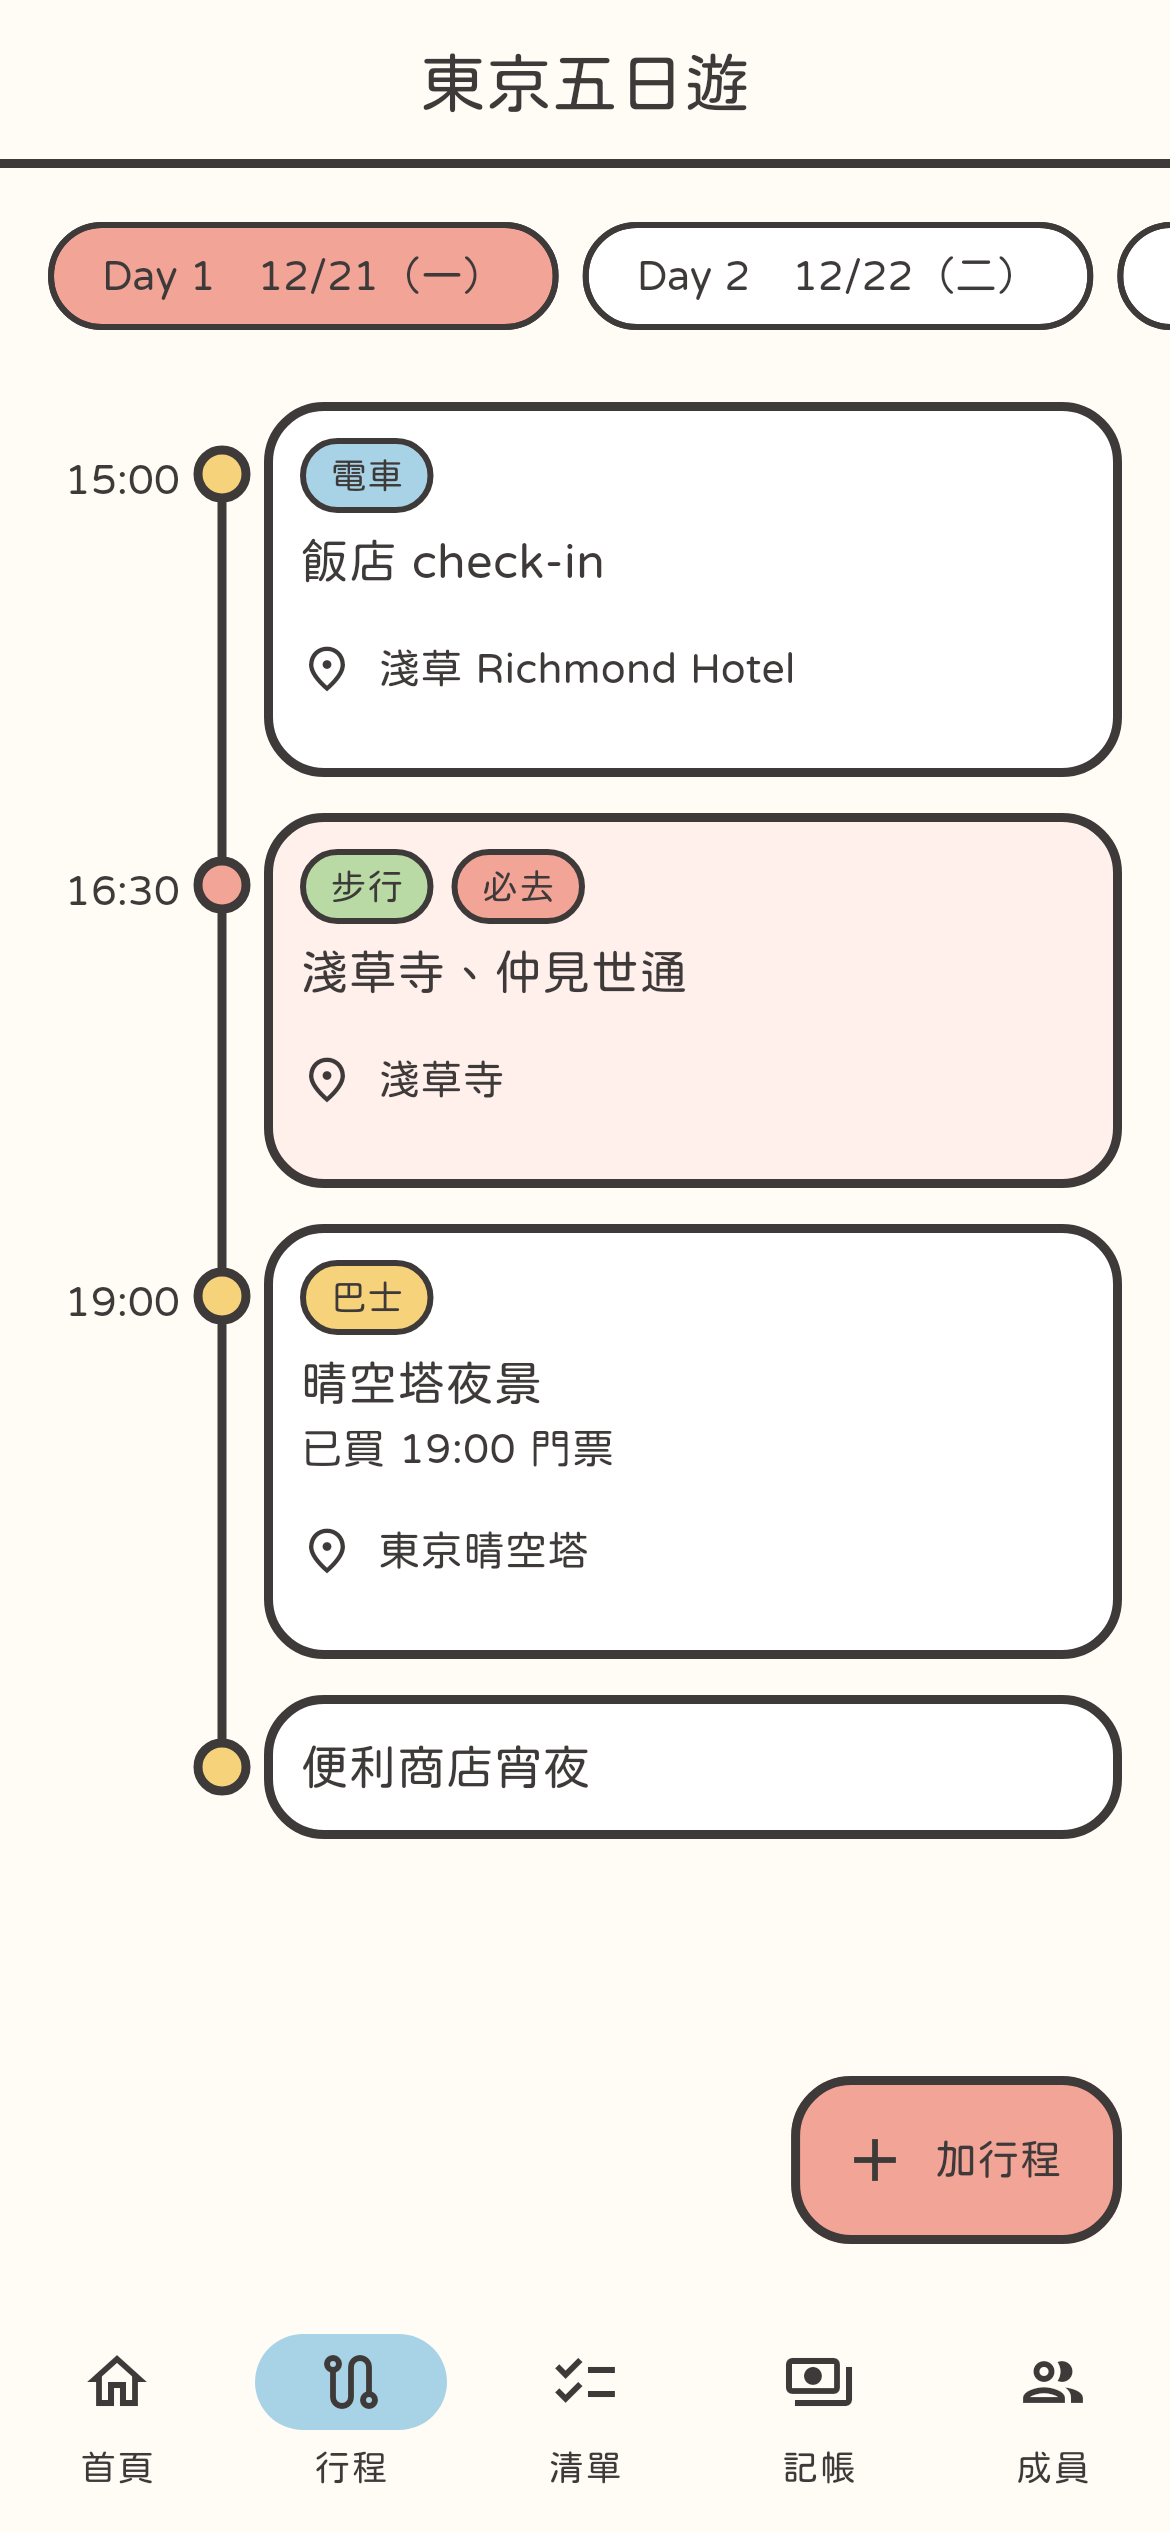 東京五日遊
Day 1　12/21（一）
Day 2　12/22（二）
15:00
電車
飯店 check-in
淺草 Richmond Hotel
16:30
步行
必去
淺草寺、仲見世通
淺草寺
19:00
巴士
晴空塔夜景
已買 19:00 門票
東京晴空塔
便利商店宵夜
加行程
首頁
行程
清單
記帳
成員